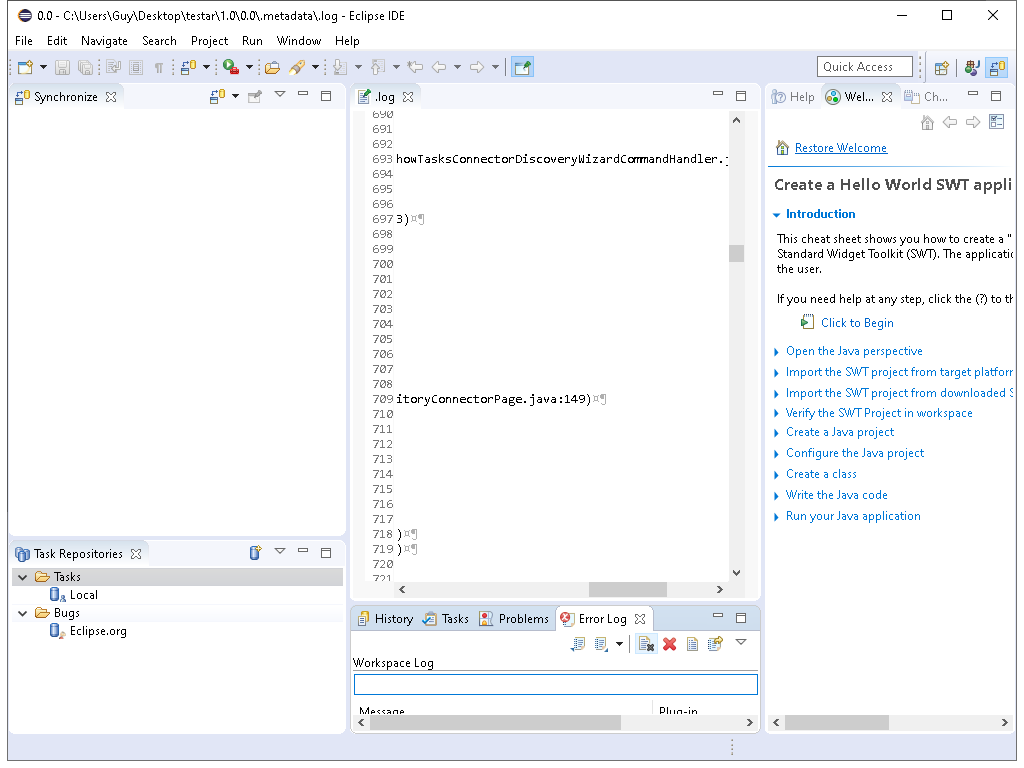 0.0 - C:\Users\Guy\Desktop\testar\1.0\0.0\.metadata\.log - Eclipse IDE
File Edit Navigate Search Project Run Window Help
Quick Access
Synchronize
.log
690
691
692
693 howTasksConnectorDiscoveryWizardCommandHandler.j
694
695
696
697 3)¤¶
698
699
700
701
702
703
704
705
706
707
708
709 itoryConnectorPage.java:149)¤¶
710
711
712
713
714
715
716
717
718 )¤¶
719 )¤¶
720
721
Help Wel... Ch...
Restore Welcome
Create a Hello World SWT appli
Introduction
This cheat sheet shows you how to create a "
Standard Widget Toolkit (SWT). The applicatio
the user.
If you need help at any step, click the (?) to th
Click to Begin
Open the Java perspective
Import the SWT project from target platform
Import the SWT project from downloaded S
Verify the SWT Project in workspace
Create a Java project
Configure the Java project
Create a class
Write the Java code
Run your Java application
Task Repositories
Tasks
Local
Bugs
Eclipse.org
History Tasks Problems Error Log
Workspace Log
Message Plug-in